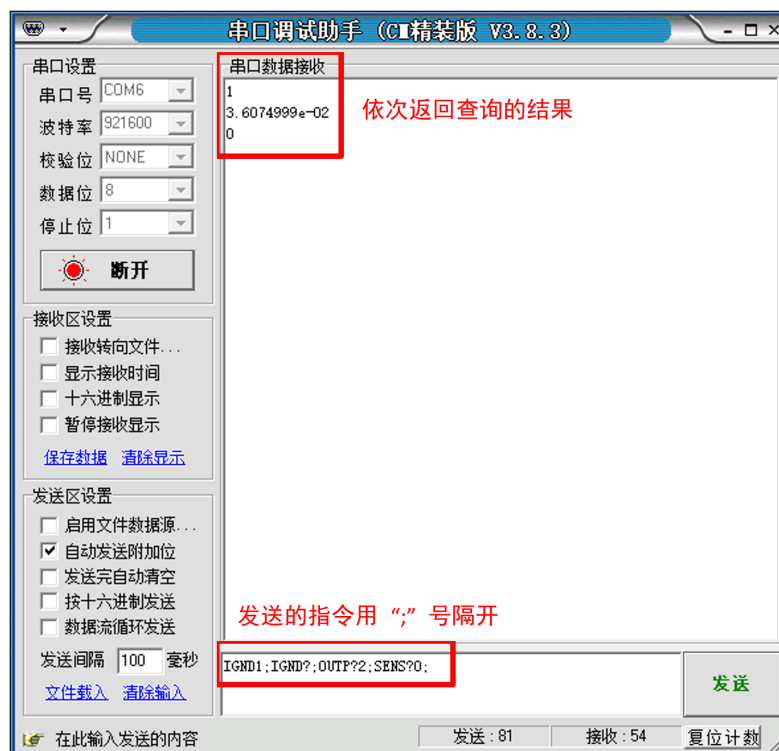 串口调试助手 (CM精装版 V3.8.3)
串口设置
串口号 COM6
波特率 921600
校验位 NONE
数据位 8
停止位 1
断开
接收区设置
接收转向文件...
显示接收时间
十六进制显示
暂停接收显示
保存数据 清除显示
发送区设置
启用文件数据源...
自动发送附加位
发送完自动清空
按十六进制发送
数据流循环发送
发送间隔 100 毫秒
文件载入 清除输入
串口数据接收
1
3.6074999e-02
0
依次返回查询的结果
发送的指令用 “;” 号隔开
IGND1;IGND?;OUTP?2;SENS?0;
发送
在此输入发送的内容
发送:81
接收:54
复位计数